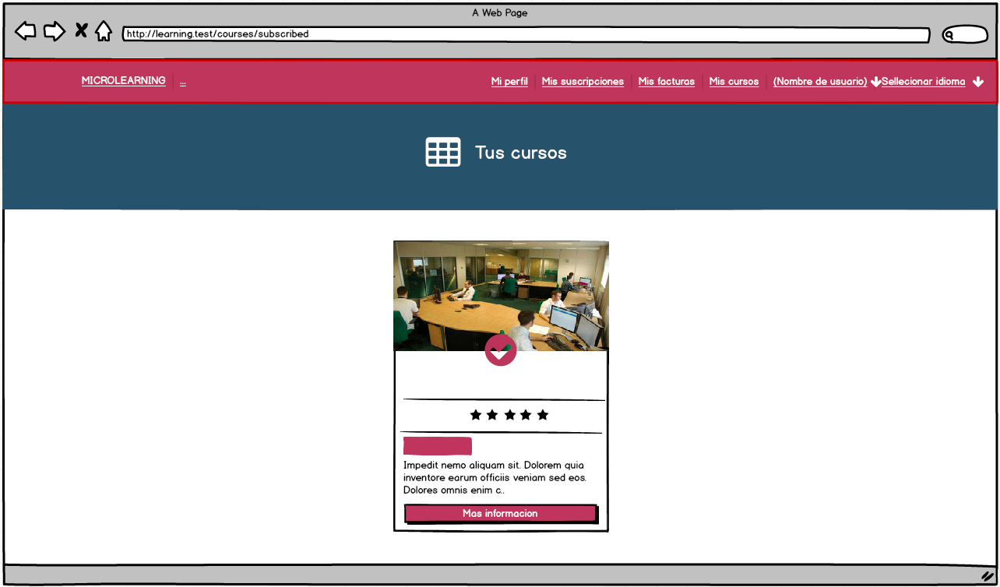 A Web Page
http://learning.test/courses/subscribed
MICROLEARNING ... Mi perfil Mis suscripciones Mis facturas Mis cursos (Nombre de usuario) Sellecionar idioma
Tus cursos
Impedit nemo aliquam sit. Dolorem quia
inventore earum officiis veniam sed eos.
Dolores omnis enim c..
Mas informacion